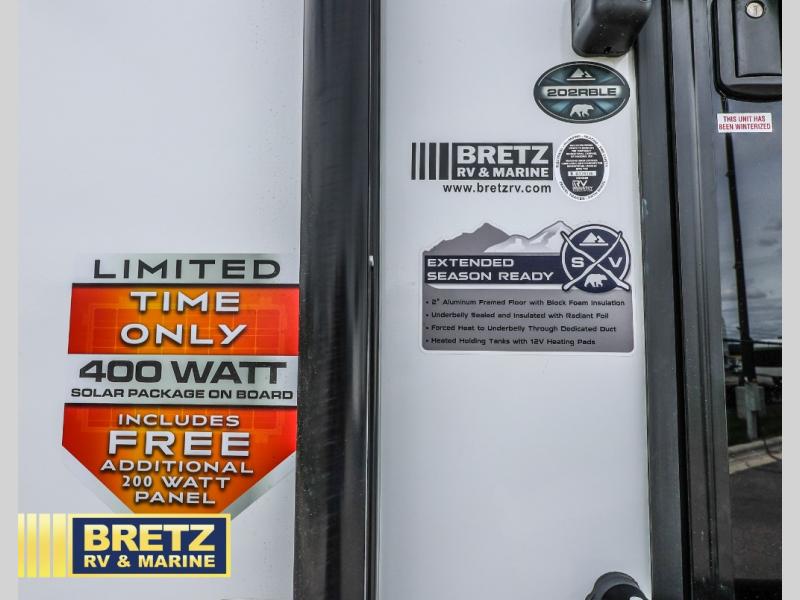 202RBLE
THIS UNIT HAS
BEEN WINTERIZED
BRETZ
RV & MARINE
www.bretzrv.com
RV
EXTENDED
SEASON READY
S V
• 2" Aluminum Framed Floor with Block Foam Insulation
• Underbelly Sealed and Insulated with Radiant Foil
• Forced Heat to Underbelly Through Dedicated Duct
• Heated Holding Tanks with 12V Heating Pads
LIMITED
TIME
ONLY
400 WATT
SOLAR PACKAGE ON BOARD
INCLUDES
FREE
ADDITIONAL
200 WATT
PANEL
BRETZ
RV & MARINE